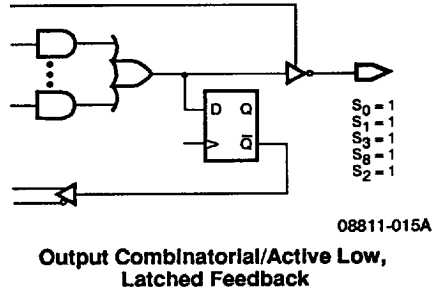 D Q
Q̅
S0 = 1
S1 = 1
S3 = 1
S8 = 1
S2 = 1
08811-015A
Output Combinatorial/Active Low,
Latched Feedback